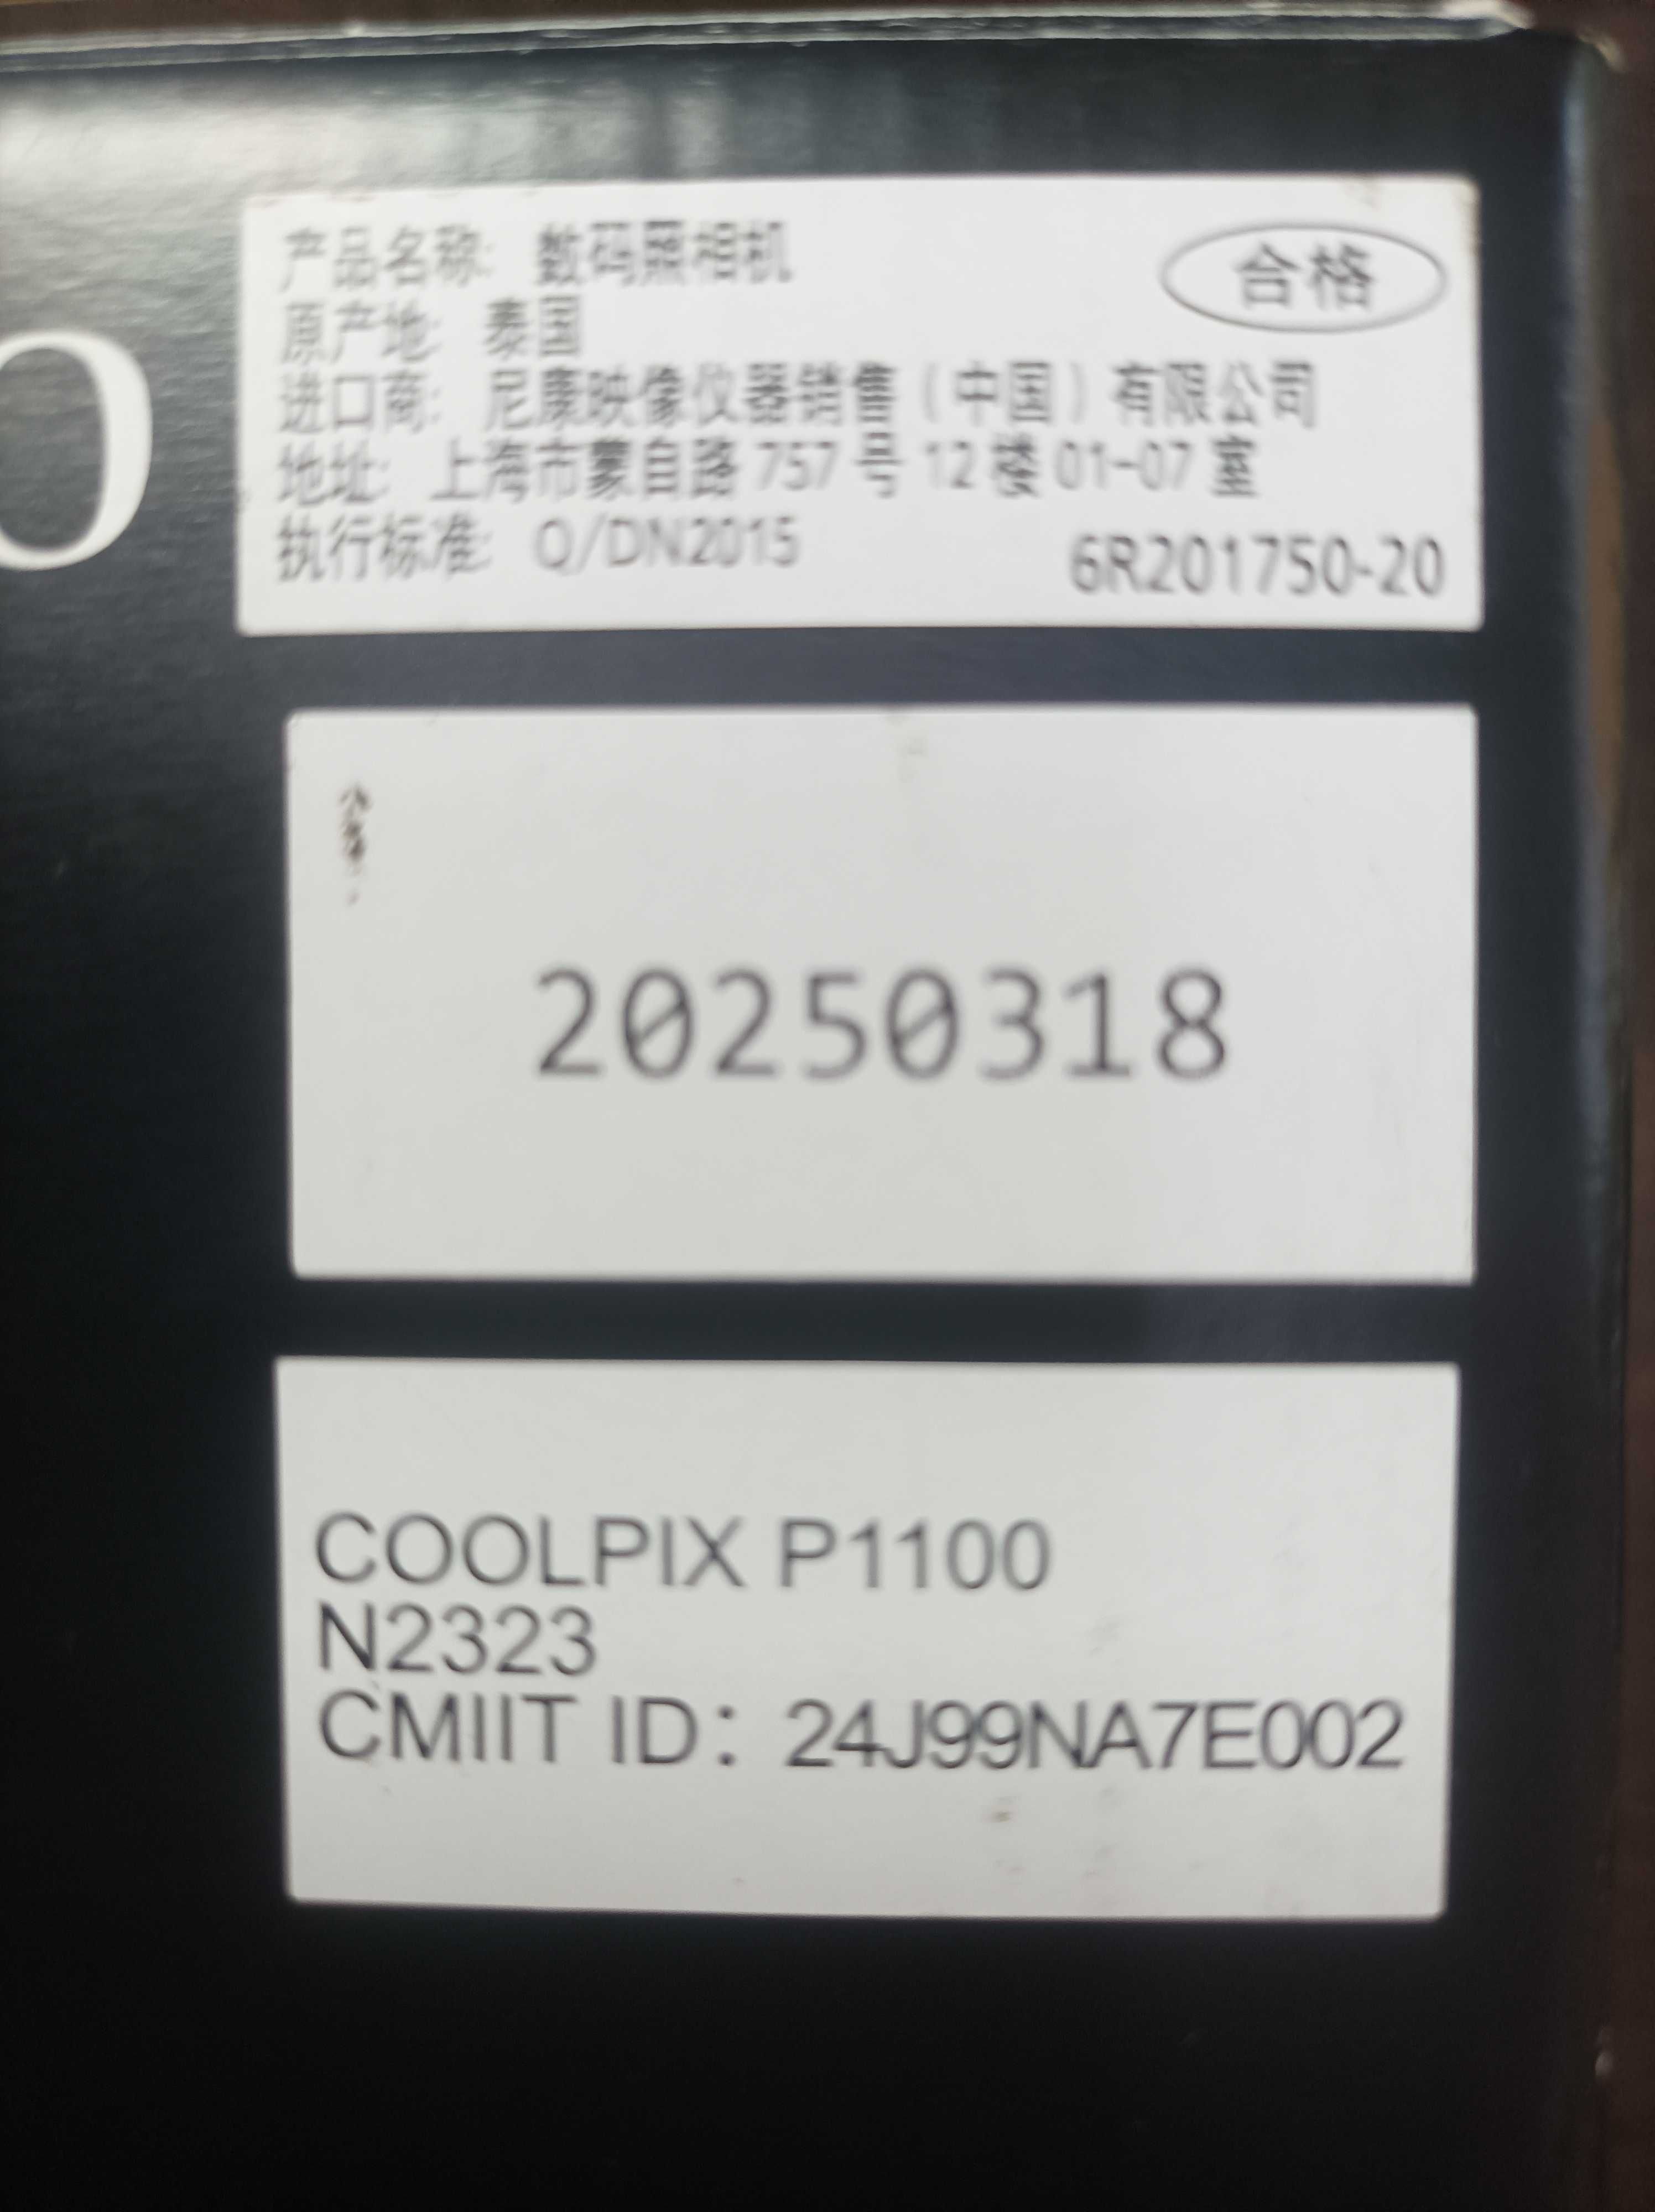 产品名称: 数码照相机
合格
原产地: 泰国
进口商: 尼康映像仪器销售（中国）有限公司
地址: 上海市蒙自路 757 号 12 楼 01-07 室
执行标准: Q/DN2015
6R201750-20
20250318
COOLPIX P1100
N2323
CMIIT ID: 24J99NA7E002